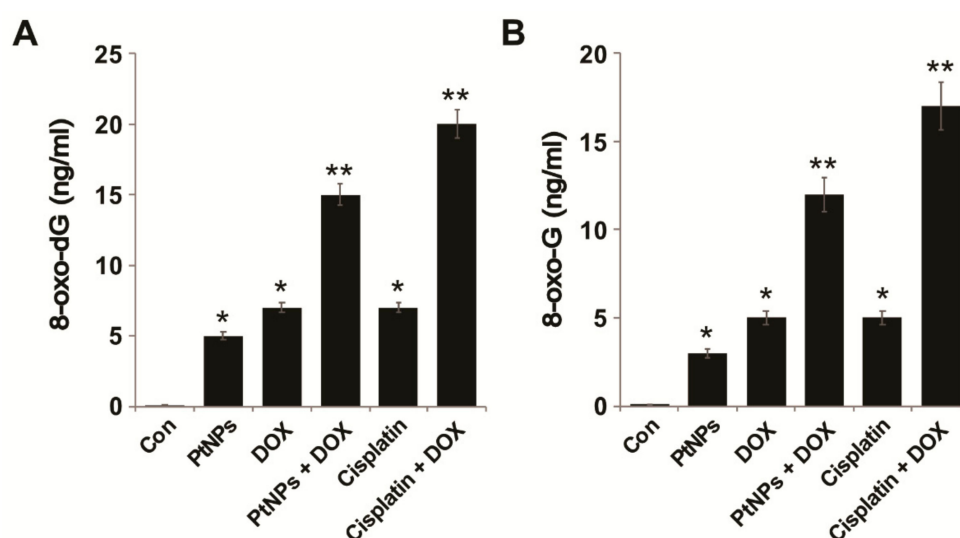 A
8-oxo-dG (ng/ml)
25
20
15
10
5
0
*
*
**
*
**
Con
PtNPs
DOX
PtNPs + DOX
Cisplatin
Cisplatin + DOX
B
8-oxo-G (ng/ml)
20
15
10
5
0
*
*
**
*
**
Con
PtNPs
DOX
PtNPs + DOX
Cisplatin
Cisplatin + DOX